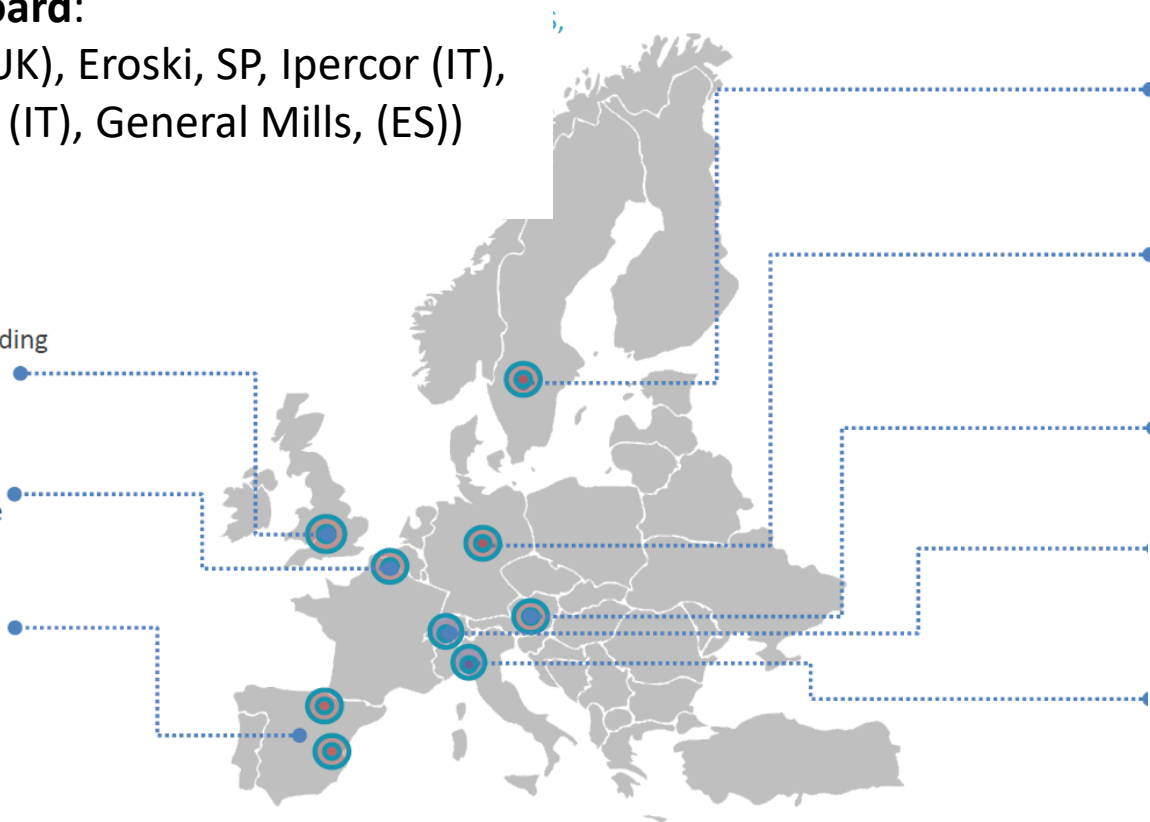 oard:
UK), Eroski, SP, Ipercor (IT),
(IT), General Mills, (ES))
s,
ding
e